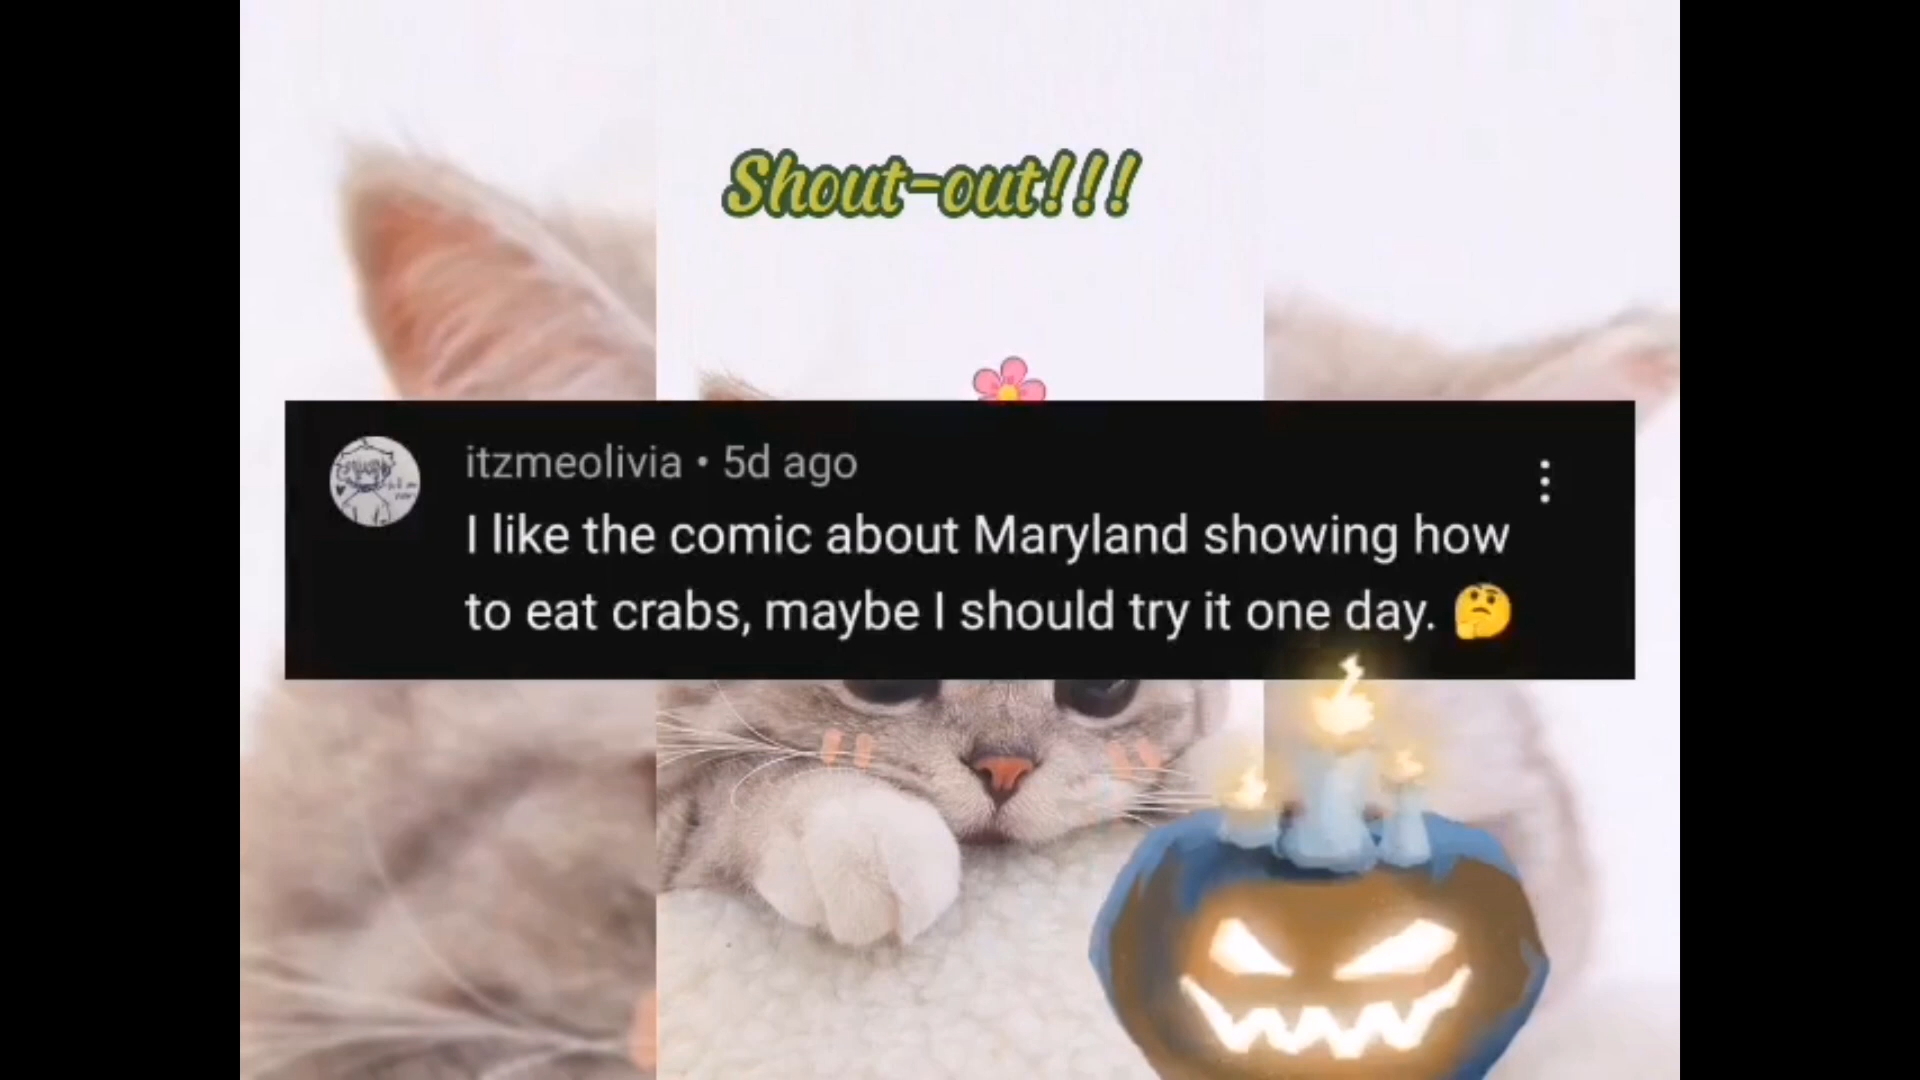 Shout-out!!!
itzmeolivia • 5d ago
I like the comic about Maryland showing how
to eat crabs, maybe I should try it one day. 🤔